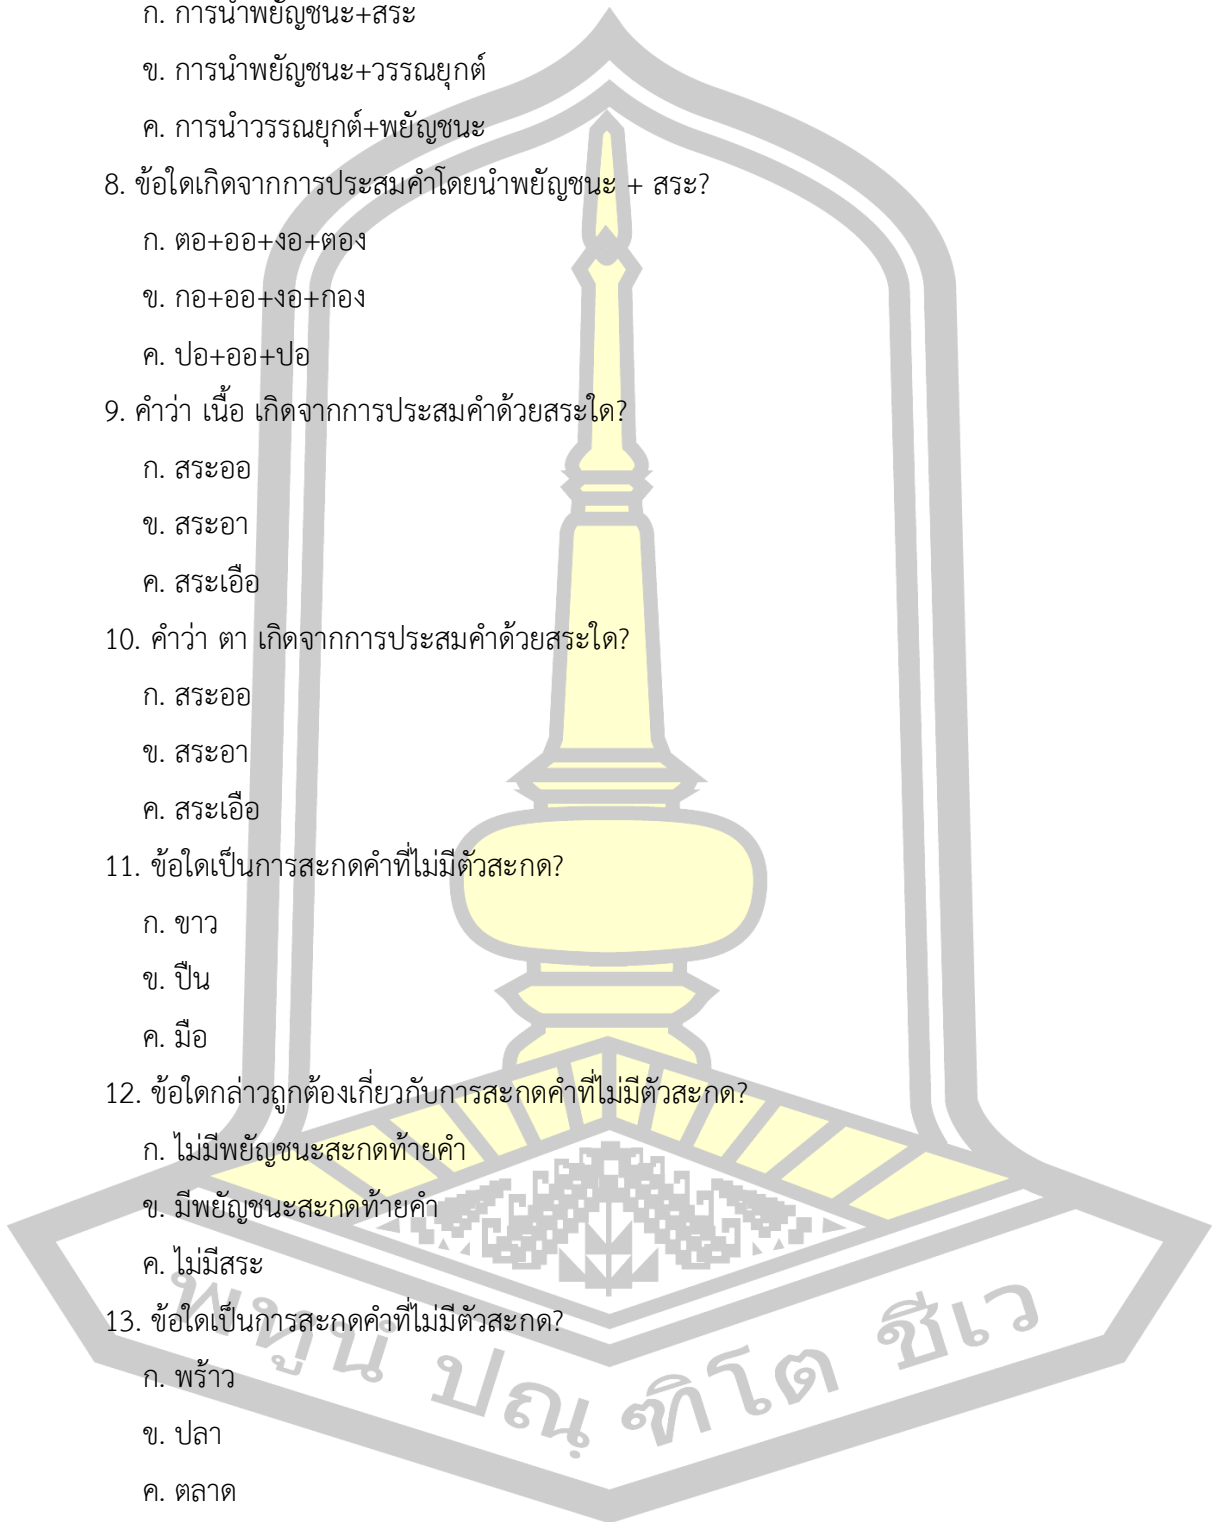 ก. การนำพยัญชนะ+สระ
ข. การนำพยัญชนะ+วรรณยุกต์
ค. การนำวรรณยุกต์+พยัญชนะ
8. ข้อใดเกิดจากการประสมคำโดยนำพยัญชนะ + สระ?
ก. ตอ+ออ+งอ+ตอง
ข. กอ+ออ+งอ+กอง
ค. ปอ+ออ+ปอ
9. คำว่า เนื้อ เกิดจากการประสมคำด้วยสระใด?
ก. สระออ
ข. สระอา
ค. สระเอือ
10. คำว่า ตา เกิดจากการประสมคำด้วยสระใด?
ก. สระออ
ข. สระอา
ค. สระเอือ
11. ข้อใดเป็นการสะกดคำที่ไม่มีตัวสะกด?
ก. ขาว
ข. ปืน
ค. มือ
12. ข้อใดกล่าวถูกต้องเกี่ยวกับการสะกดคำที่ไม่มีตัวสะกด?
ก. ไม่มีพยัญชนะสะกดท้ายคำ
ข. มีพยัญชนะสะกดท้ายคำ
ค. ไม่มีสระ
13. ข้อใดเป็นการสะกดคำที่ไม่มีตัวสะกด?
ก. พร้าว
ข. ปลา
ค. ตลาด
พหูนํ ปณฺฑิโต ชีเว